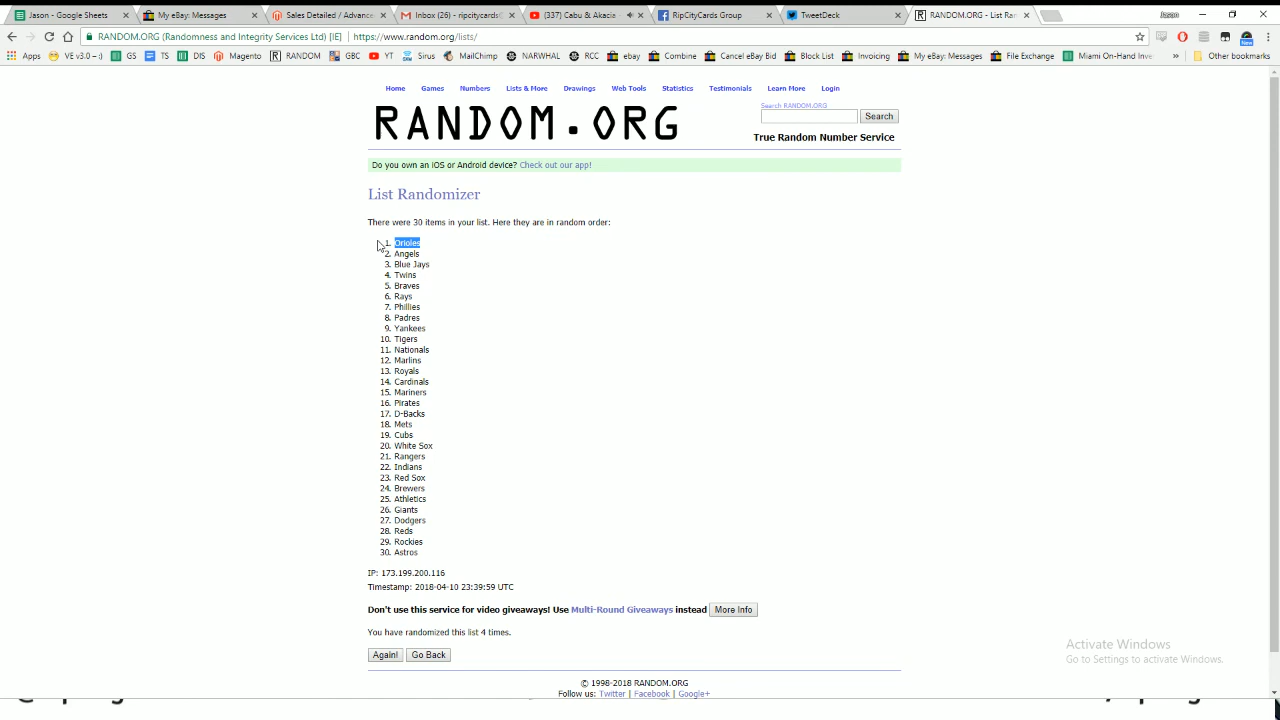 Jason - Google Sheets
My eBay: Messages
Sales Detailed / Advance
Inbox (26) - ripcitycards
(337) Cabu & Akacia
RipCityCards Group
TweetDeck
RANDOM.ORG - List Ran
Jason
RANDOM.ORG (Randomness and Integrity Services Ltd) [IE] | https://www.random.org/lists/
Apps VE v3.0 – :) GS TS DIS Magento RANDOM GBC YT Sirus MailChimp NARWHAL RCC ebay Combine Cancel eBay Bid Block List Invoicing My eBay: Messages File Exchange Miami On-Hand Inve » Other bookmarks
Home Games Numbers Lists & More Drawings Web Tools Statistics Testimonials Learn More Login
RANDOM.ORG
Search RANDOM.ORG
Search
True Random Number Service
Do you own an iOS or Android device? Check out our app!
List Randomizer
There were 30 items in your list. Here they are in random order:
1. Orioles
2. Angels
3. Blue Jays
4. Twins
5. Braves
6. Rays
7. Phillies
8. Padres
9. Yankees
10. Tigers
11. Nationals
12. Marlins
13. Royals
14. Cardinals
15. Mariners
16. Pirates
17. D-Backs
18. Mets
19. Cubs
20. White Sox
21. Rangers
22. Indians
23. Red Sox
24. Brewers
25. Athletics
26. Giants
27. Dodgers
28. Reds
29. Rockies
30. Astros
IP: 173.199.200.116
Timestamp: 2018-04-10 23:39:59 UTC
Don't use this service for video giveaways! Use Multi-Round Giveaways instead More Info
You have randomized this list 4 times.
Again! Go Back
Activate Windows
Go to Settings to activate Windows.
© 1998-2018 RANDOM.ORG
Follow us: Twitter | Facebook | Google+